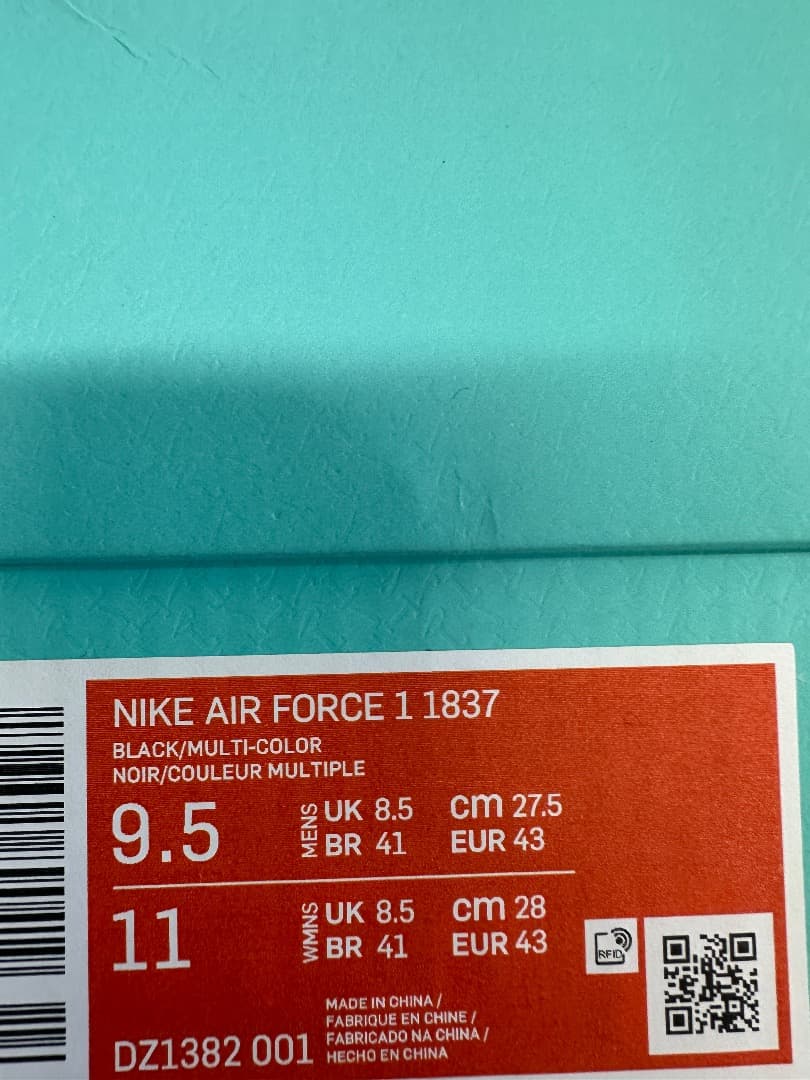 NIKE AIR FORCE 1 1837
BLACK/MULTI-COLOR
NOIR/COULEUR MULTIPLE
9.5 MENS UK 8.5 cm 27.5
BR 41 EUR 43
11 WMNS UK 8.5 cm 28
BR 41 EUR 43
RFID
MADE IN CHINA /
FABRIQUE EN CHINE /
FABRICADO NA CHINA /
HECHO EN CHINA
DZ1382 001